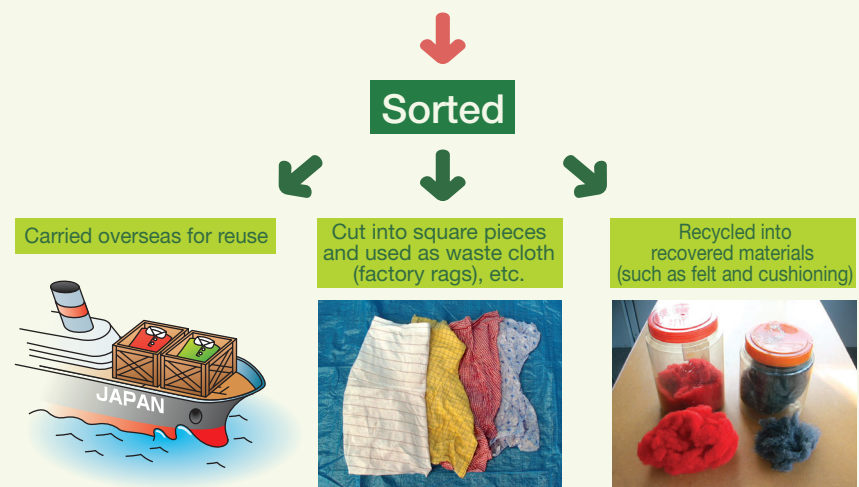 Sorted
Carried overseas for reuse
Cut into square pieces
and used as waste cloth
(factory rags), etc.
Recycled into
recovered materials
(such as felt and cushioning)
JAPAN